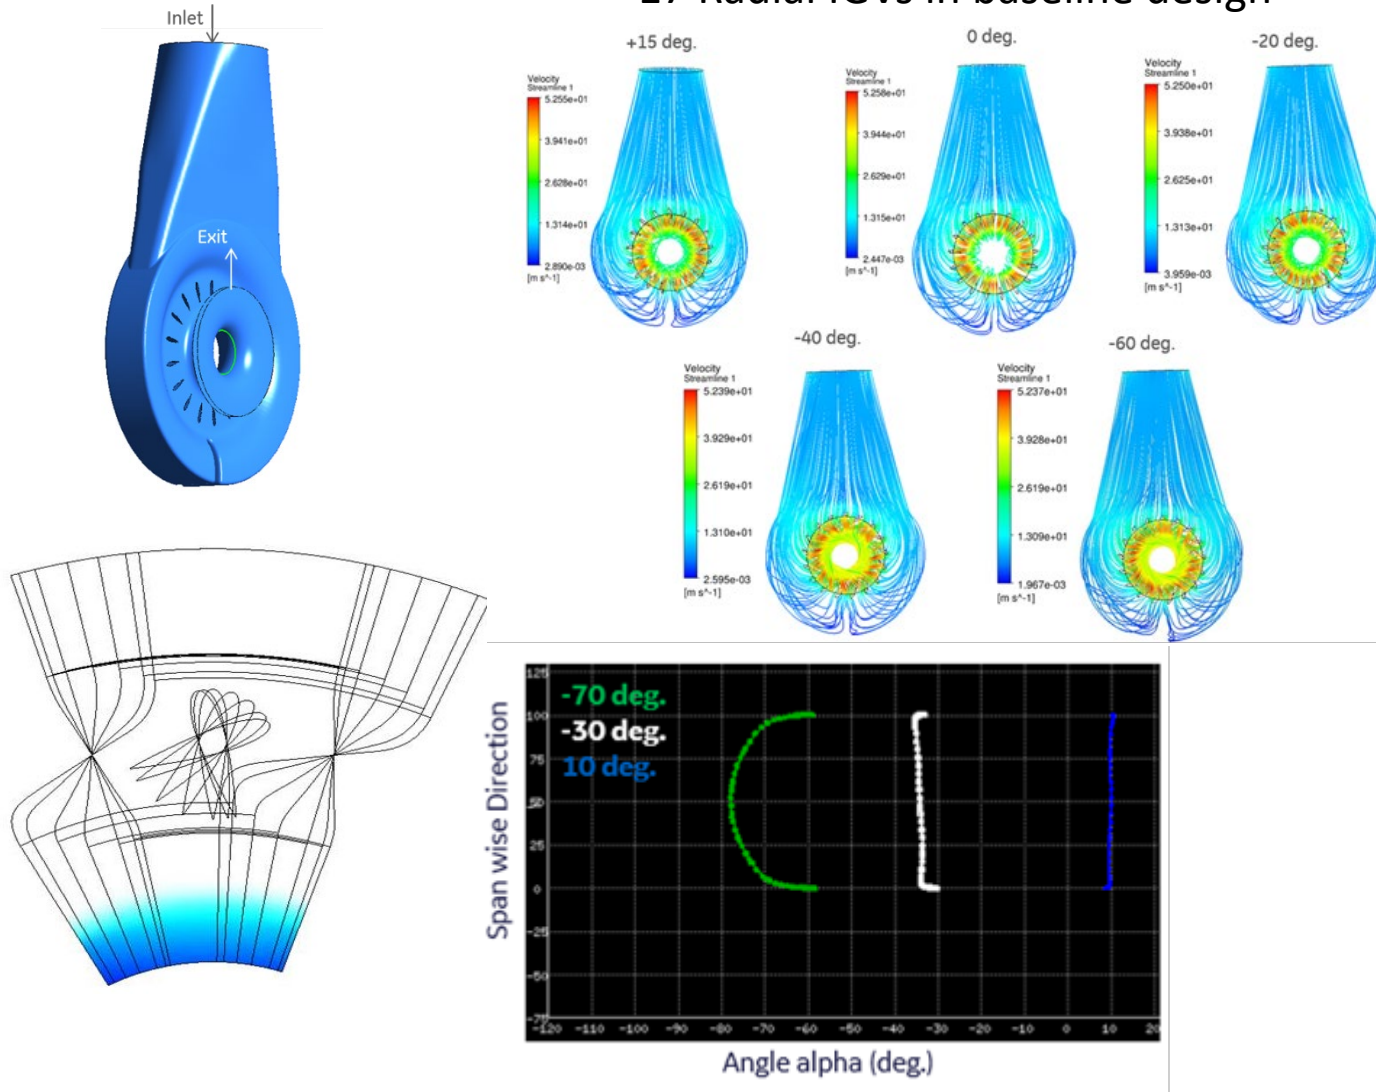 Radial IGVs in baseline design
Inlet
Exit
+15 deg.
Velocity
Streamline 1
5.255e+01
3.941e+01
2.628e+01
1.314e+01
2.890e-03
[m s^-1]
0 deg.
Velocity
Streamline 1
5.258e+01
3.944e+01
2.629e+01
1.315e+01
2.447e-03
[m s^-1]
-20 deg.
Velocity
Streamline 1
5.250e+01
3.938e+01
2.625e+01
1.313e+01
3.959e-03
[m s^-1]
-40 deg.
Velocity
Streamline 1
5.239e+01
3.929e+01
2.619e+01
1.310e+01
2.595e-03
[m s^-1]
-60 deg.
Velocity
Streamline 1
5.237e+01
3.928e+01
2.619e+01
1.309e+01
1.967e-03
[m s^-1]
-70 deg.
-30 deg.
10 deg.
Span wise Direction
125
100
75
50
25
0
-25
-50
-75
-120 -110 -100 -90 -80 -70 -60 -50 -40 -30 -20 -10 0 10 20
Angle alpha (deg.)